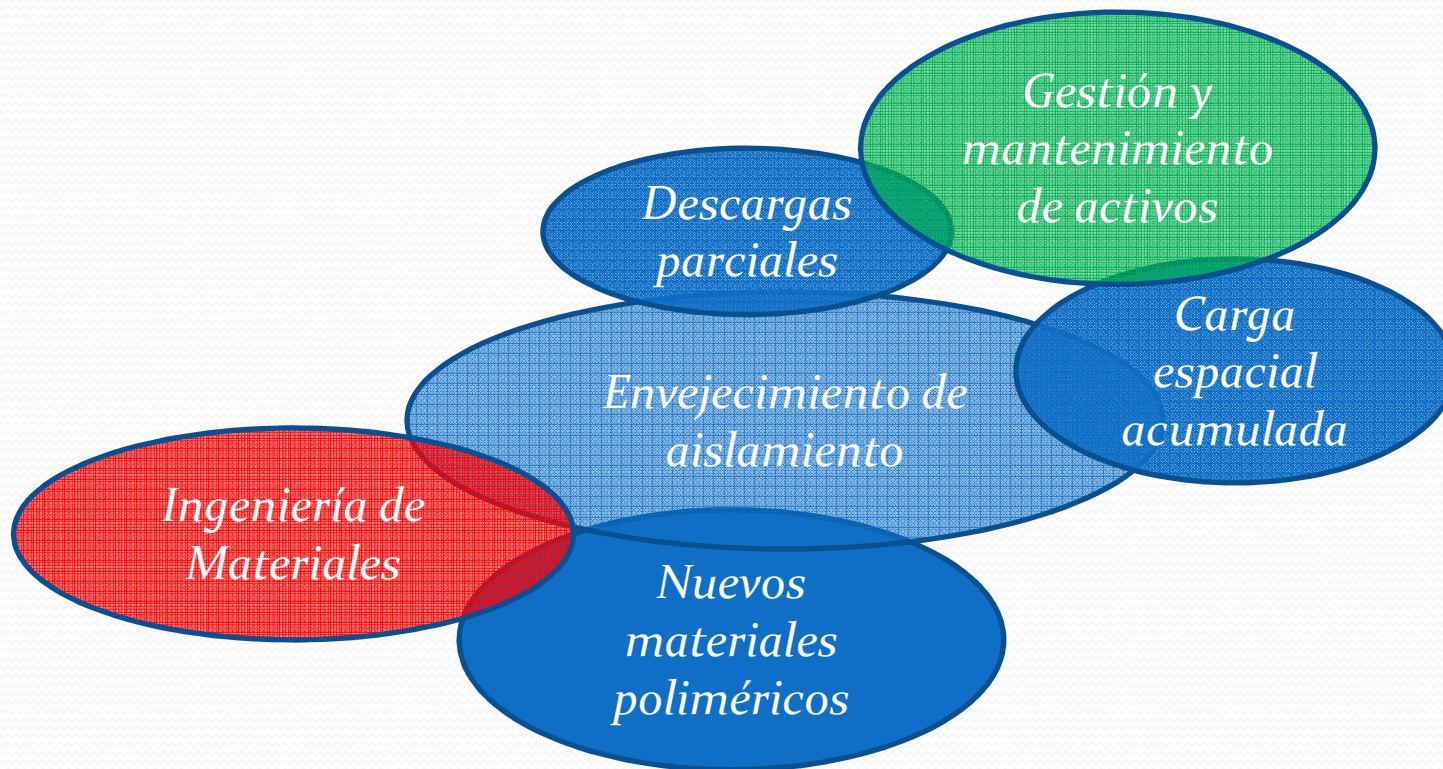 Gestión y
mantenimiento
de activos
Descargas
parciales
Carga
espacial
acumulada
Envejecimiento de
aislamiento
Ingeniería de
Materiales
Nuevos
materiales
poliméricos